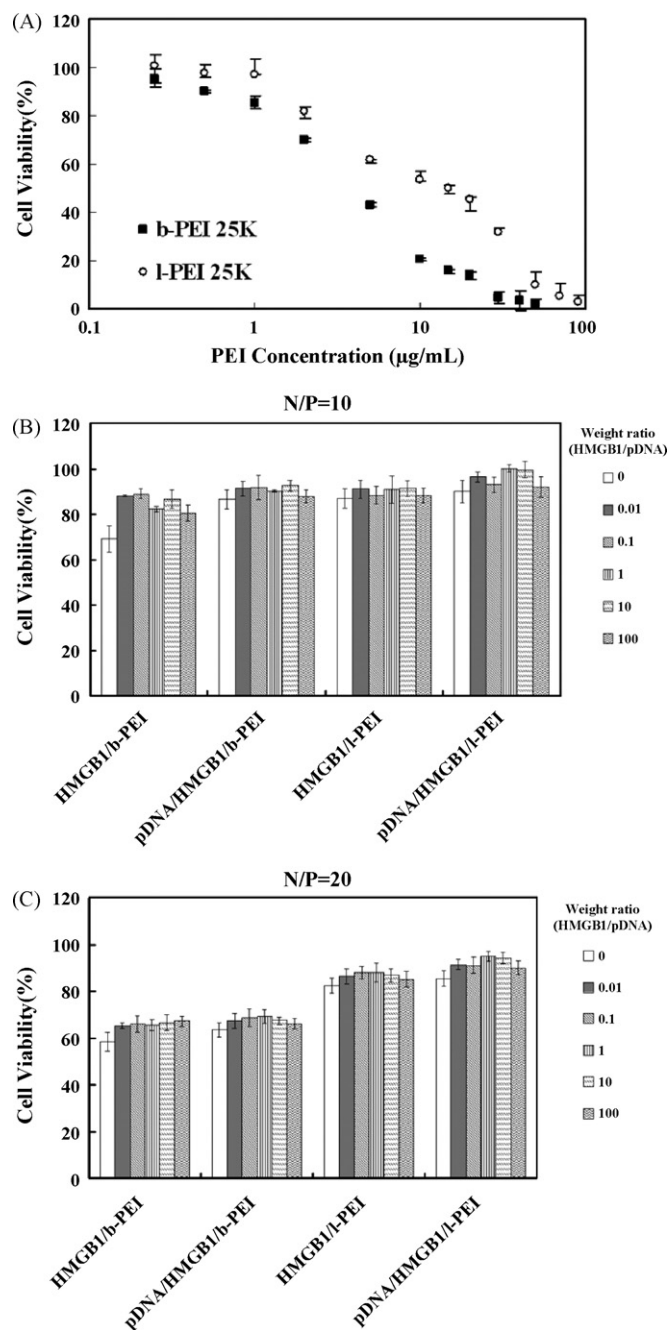 (A)
120
100
80
60
40
20
0
Cell Viability(%)
b-PEI 25K
l-PEI 25K
0.1 1 10 100
PEI Concentration (µg/mL)
N/P=10
(B)
120
100
80
60
40
20
0
Cell Viability(%)
HMGB1/b-PEI
pDNA/HMGB1/b-PEI
HMGB1/l-PEI
pDNA/HMGB1/l-PEI
Weight ratio
(HMGB1/pDNA)
0
0.01
0.1
1
10
100
N/P=20
(C)
120
100
80
60
40
20
0
Cell Viability(%)
HMGB1/b-PEI
pDNA/HMGB1/b-PEI
HMGB1/l-PEI
pDNA/HMGB1/l-PEI
Weight ratio
(HMGB1/pDNA)
0
0.01
0.1
1
10
100